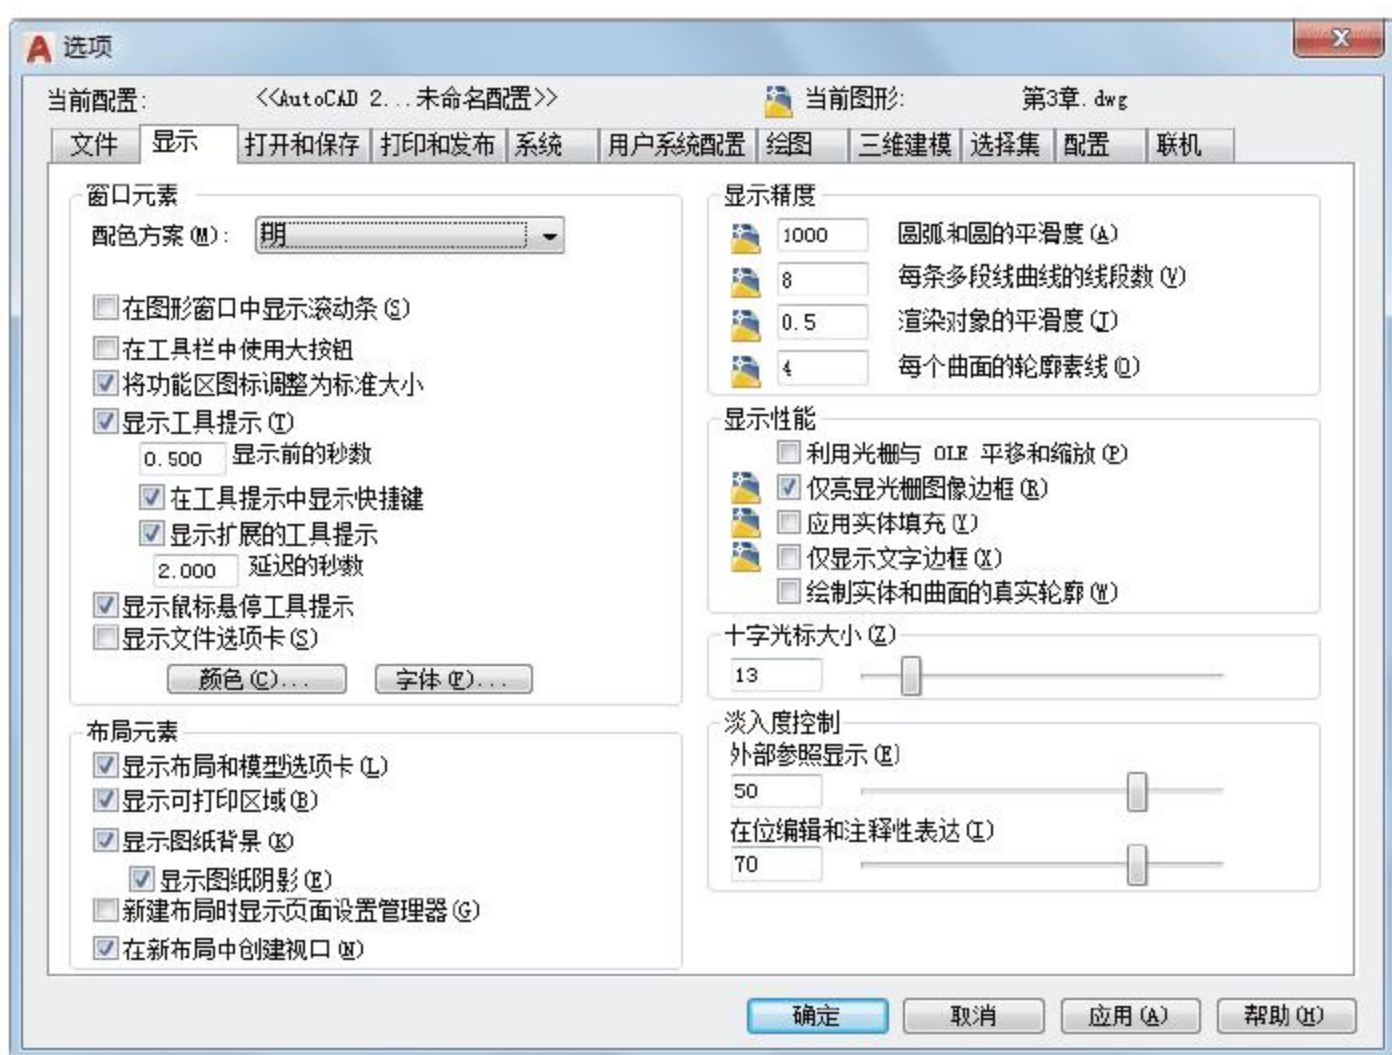 选项
当前配置: <<AutoCAD 2...未命名配置>> 当前图形: 第3章.dwg
文件 显示 打开和保存 打印和发布 系统 用户系统配置 绘图 三维建模 选择集 配置 联机
窗口元素
配色方案(M): 明
在图形窗口中显示滚动条(S)
在工具栏中使用大按钮
将功能区图标调整为标准大小
显示工具提示(T)
0.500 显示前的秒数
在工具提示中显示快捷键
显示扩展的工具提示
2.000 延迟的秒数
显示鼠标悬停工具提示
显示文件选项卡(S)
颜色(C)... 字体(F)...
布局元素
显示布局和模型选项卡(L)
显示可打印区域(B)
显示图纸背景(K)
显示图纸阴影(E)
新建布局时显示页面设置管理器(G)
在新布局中创建视口(N)
显示精度
1000 圆弧和圆的平滑度(A)
8 每条多段线曲线的线段数(V)
0.5 渲染对象的平滑度(J)
4 每个曲面的轮廓素线(O)
显示性能
利用光栅与 OLE 平移和缩放(P)
仅亮显光栅图像边框(R)
应用实体填充(Y)
仅显示文字边框(X)
绘制实体和曲面的真实轮廓(W)
十字光标大小(Z)
13
淡入度控制
外部参照显示(E)
50
在位编辑和注释性表达(I)
70
确定 取消 应用(A) 帮助(H)